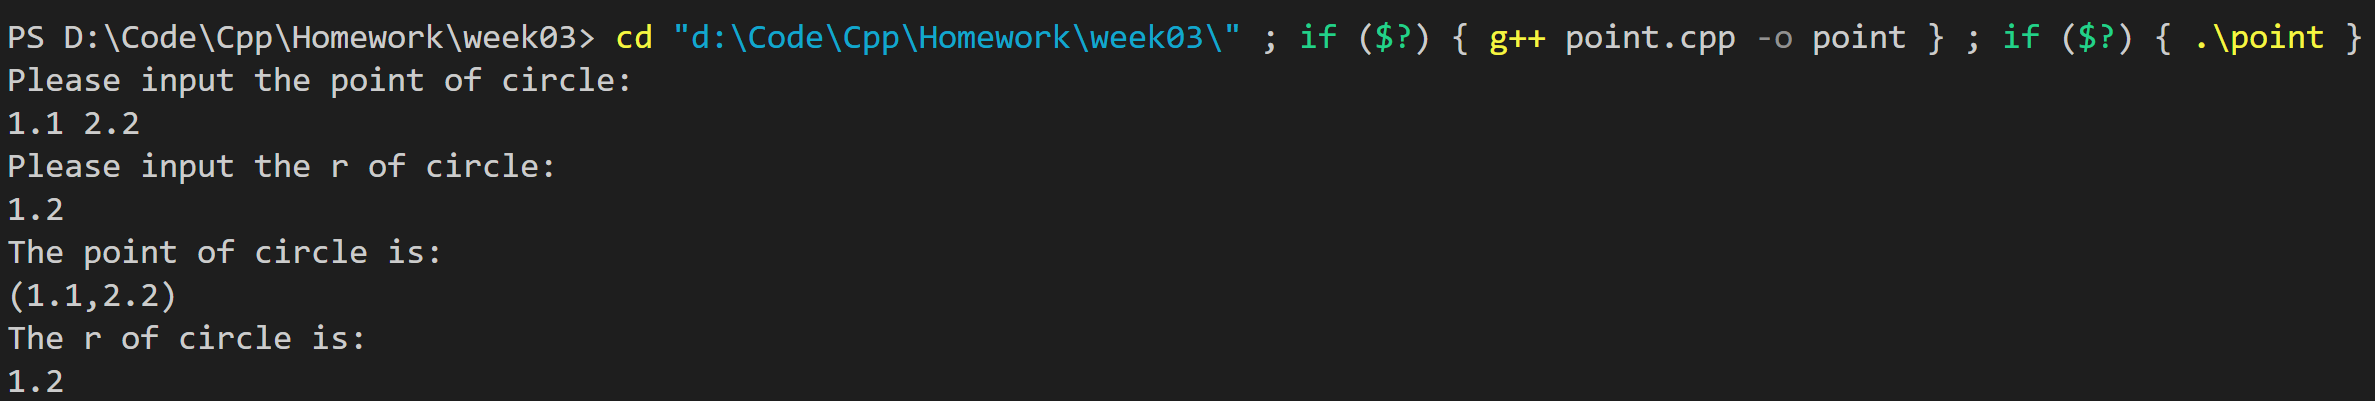 PS D:\Code\Cpp\Homework\week03> cd "d:\Code\Cpp\Homework\week03\" ; if ($?) { g++ point.cpp -o point } ; if ($?) { .\point }
Please input the point of circle:
1.1 2.2
Please input the r of circle:
1.2
The point of circle is:
(1.1,2.2)
The r of circle is:
1.2